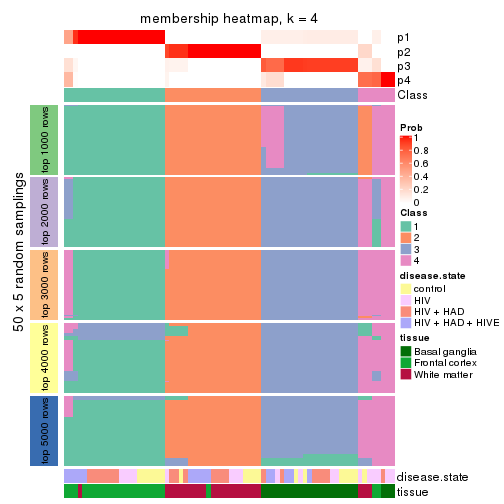 membership heatmap, k = 4
p1
p2
p3
p4
Class
50 x 5 random samplings
top 1000 rows
top 2000 rows
top 3000 rows
top 4000 rows
top 5000 rows
disease.state
tissue
Prob
1
0.8
0.6
0.4
0.2
0
Class
1
2
3
4
disease.state
control
HIV
HIV + HAD
HIV + HAD + HIVE
tissue
Basal ganglia
Frontal cortex
White matter